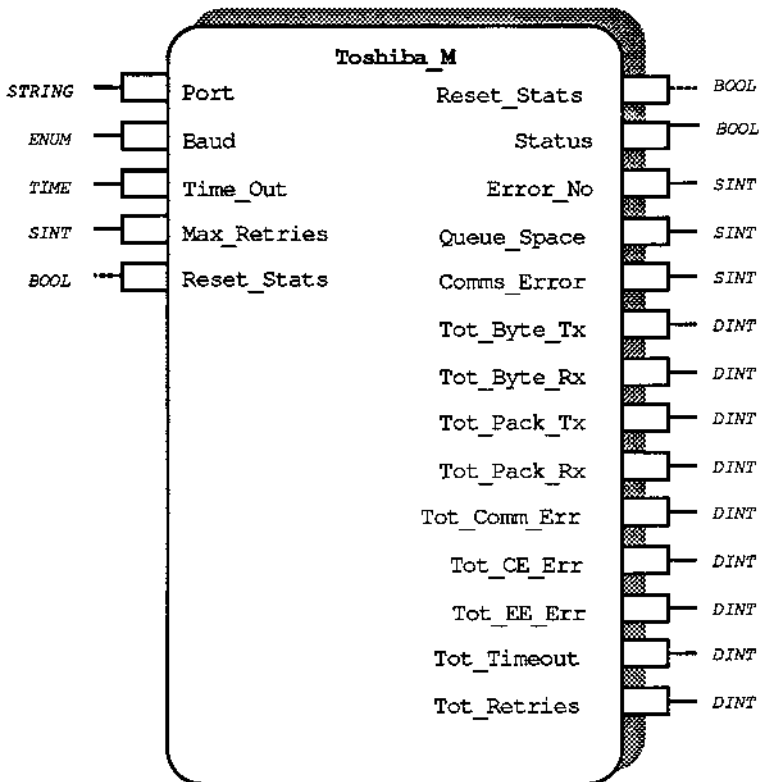 Toshiba_M
STRING Port Reset_Stats BOOL
ENUM Baud Status BOOL
TIME Time_Out Error_No SINT
SINT Max_Retries Queue_Space SINT
BOOL Reset_Stats Comms_Error SINT
Tot_Byte_Tx DINT
Tot_Byte_Rx DINT
Tot_Pack_Tx DINT
Tot_Pack_Rx DINT
Tot_Comm_Err DINT
Tot_CE_Err DINT
Tot_EE_Err DINT
Tot_Timeout DINT
Tot_Retries DINT